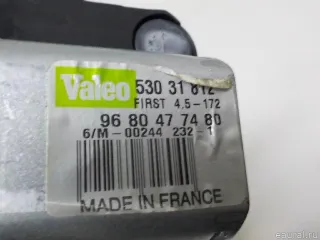 Valeo
530 31 812
FIRST 4,5-172
96 80 47 74 80
6/M-00244 232-1
MADE IN FRANCE